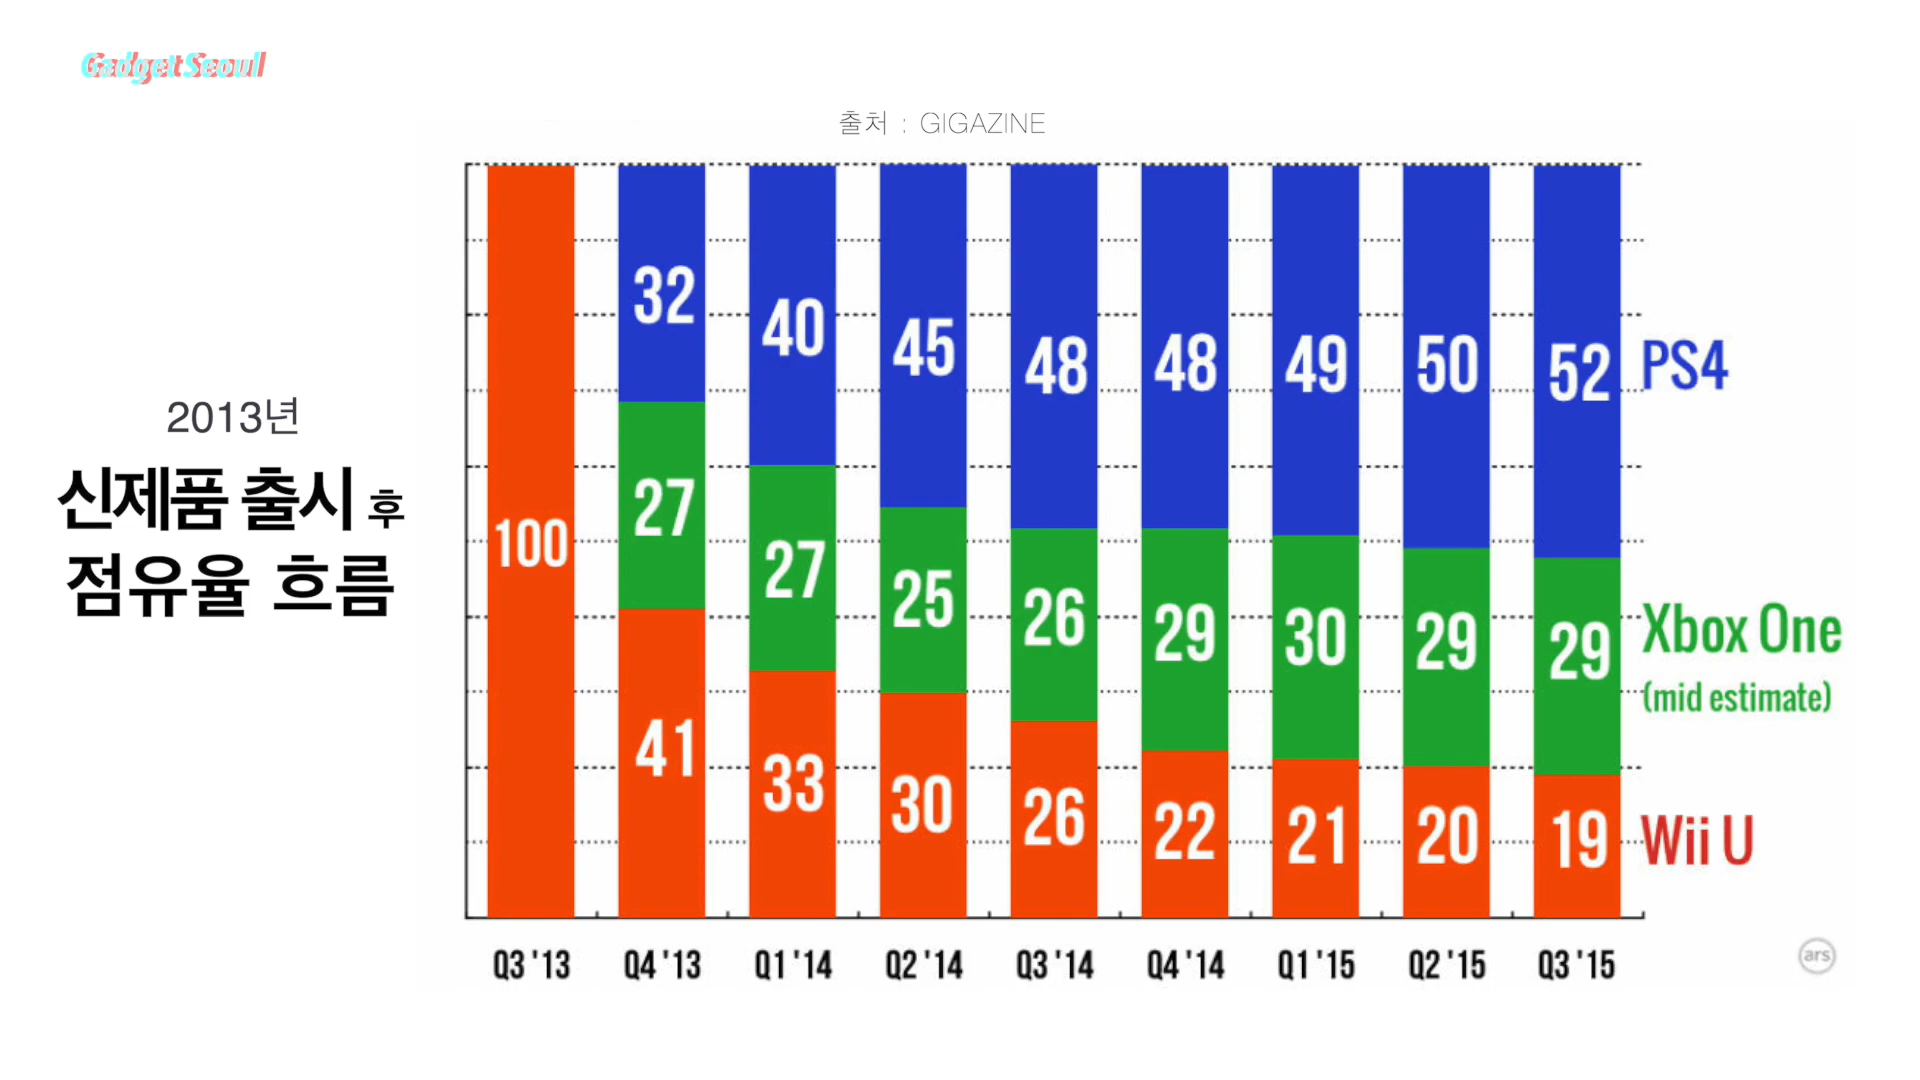 Gadget Seoul
출처 : GIGAZINE
2013년
신제품 출시 후
점유율 흐름
100
32
27
41
40
27
33
45
25
30
48
26
26
48
29
22
49
30
21
50
29
20
52
29
19
PS4
Xbox One
(mid estimate)
Wii U
Q3 '13 Q4 '13 Q1 '14 Q2 '14 Q3 '14 Q4 '14 Q1 '15 Q2 '15 Q3 '15
ars